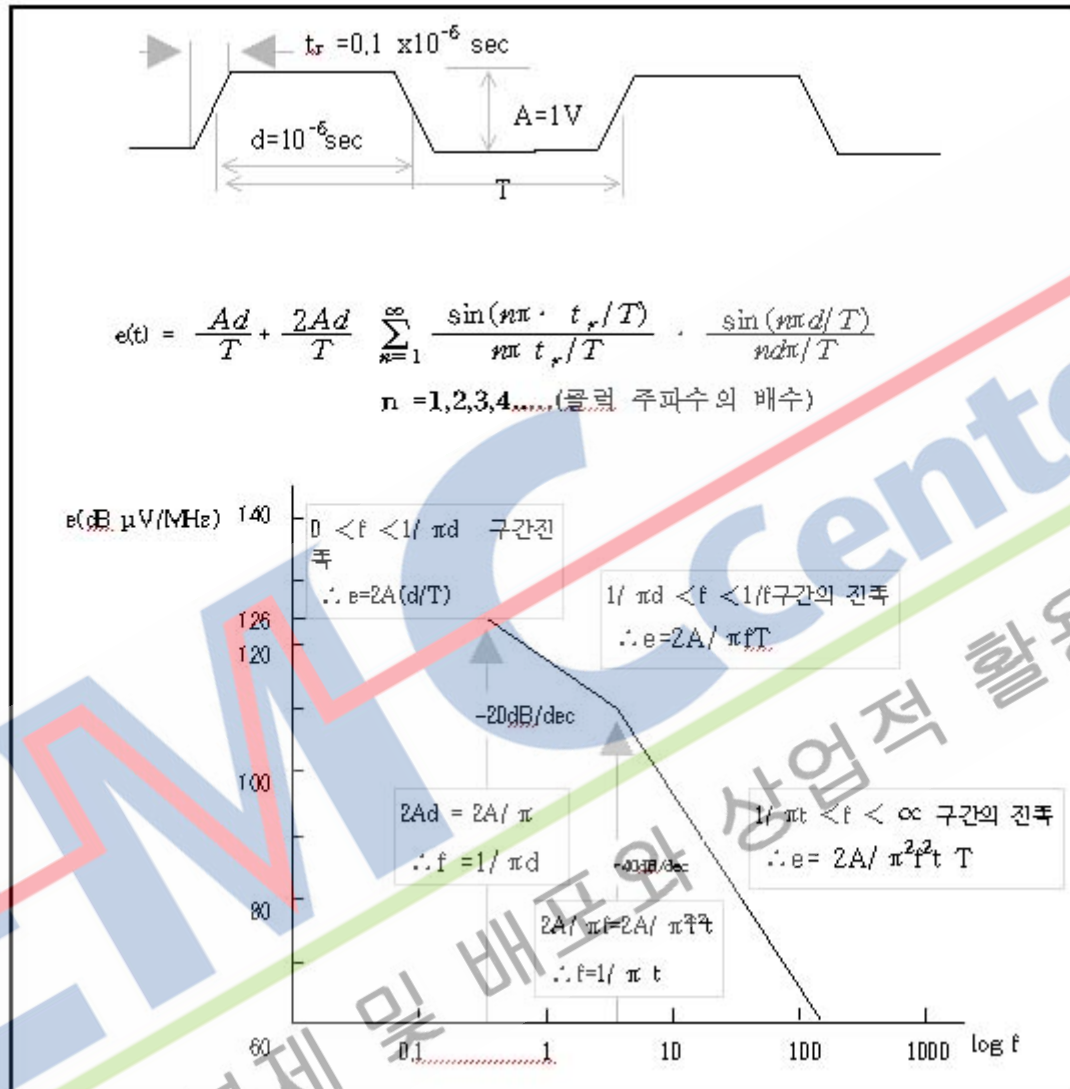 tr =0,1 x10-6 sec
A=1V
d=10-6sec
T
e(t) = Ad/T + 2Ad/T ∞ ∑ n=1 sin(nπ · tr/T)/nπ tr/T · sin(nπd/T)/ndπ/T
n =1,2,3,4.....(클럭 주파수의 배수)
e(dB μV/MHz)
140
0 <f <1/ πd 구간진
폭
∴e=2A(d/T)
1/ πd <f <1/f구간의 진폭
∴e=2A/ πfT
126
120
-20dB/dec
100
2Ad = 2A/ π
∴f =1/ πd
1/ πt <f < ∝ 구간의 진폭
∴e= 2A/ π²f²t T
-40dB/dec
80
2A/ πf=2A/ π²f²t
∴f=1/ π t
60
0.1
1
10
100
1000
log f
EMC Cente
및 배포와 상업적 활용